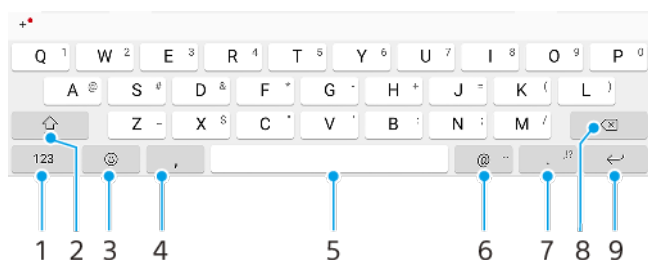 +
Q 1 W 2 E 3 R 4 T 5 Y 6 U 7 I 8 O 9 P 0
A @ S # D & F * G - H + J = K ( L )
Z _ X $ C " V ' B : N ; M /
123 , @ . ,!?
1 2 3 4 5 6 7 8 9